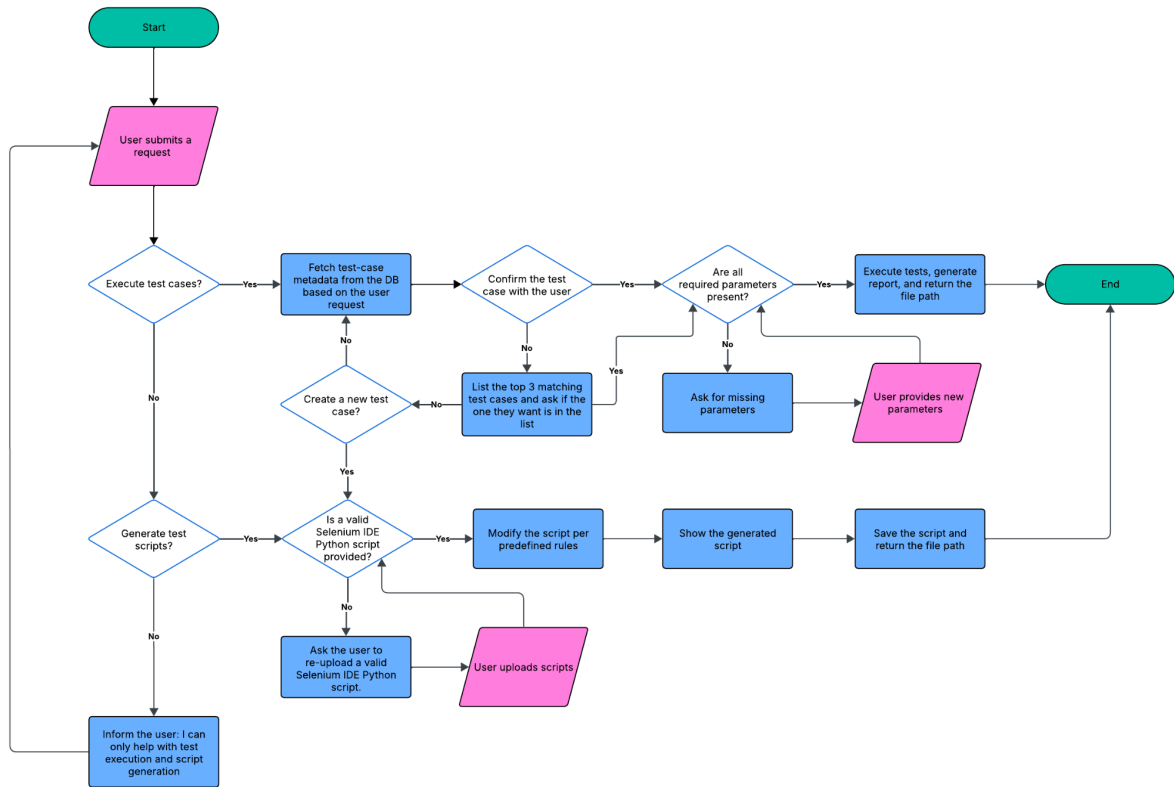 Start
User submits a
request
Execute test cases?
Yes
Fetch test-case
metadata from the DB
based on the user
request
Confirm the test
case with the user
Yes
Are all
required parameters
present?
Yes
Execute tests, generate
report, and return the
file path
End
No
No
No
Yes
No
Create a new test
case?
No
List the top 3 matching
test cases and ask if the
one they want is in the
list
Ask for missing
parameters
User provides new
parameters
Yes
Generate test
scripts?
Yes
Is a valid
Selenium IDE
Python script
provided?
Yes
Modify the script per
predefined rules
Show the generated
script
Save the script and
return the file path
No
No
Ask the user to
re-upload a valid
Selenium IDE Python
script.
User uploads scripts
Inform the user: I can
only help with test
execution and script
generation